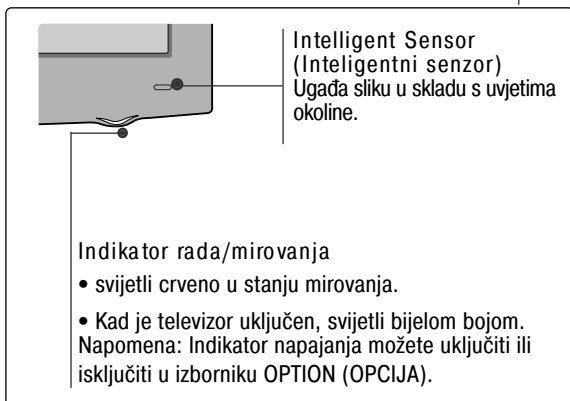 Intelligent Sensor
(Inteligentni senzor)
Ugađa sliku u skladu s uvjetima
okoline.
Indikator rada/mirovanja
• svijetli crveno u stanju mirovanja.
• Kad je televizor uključen, svijetli bijelom bojom.
Napomena: Indikator napajanja možete uključiti ili
isključiti u izborniku OPTION (OPCIJA).